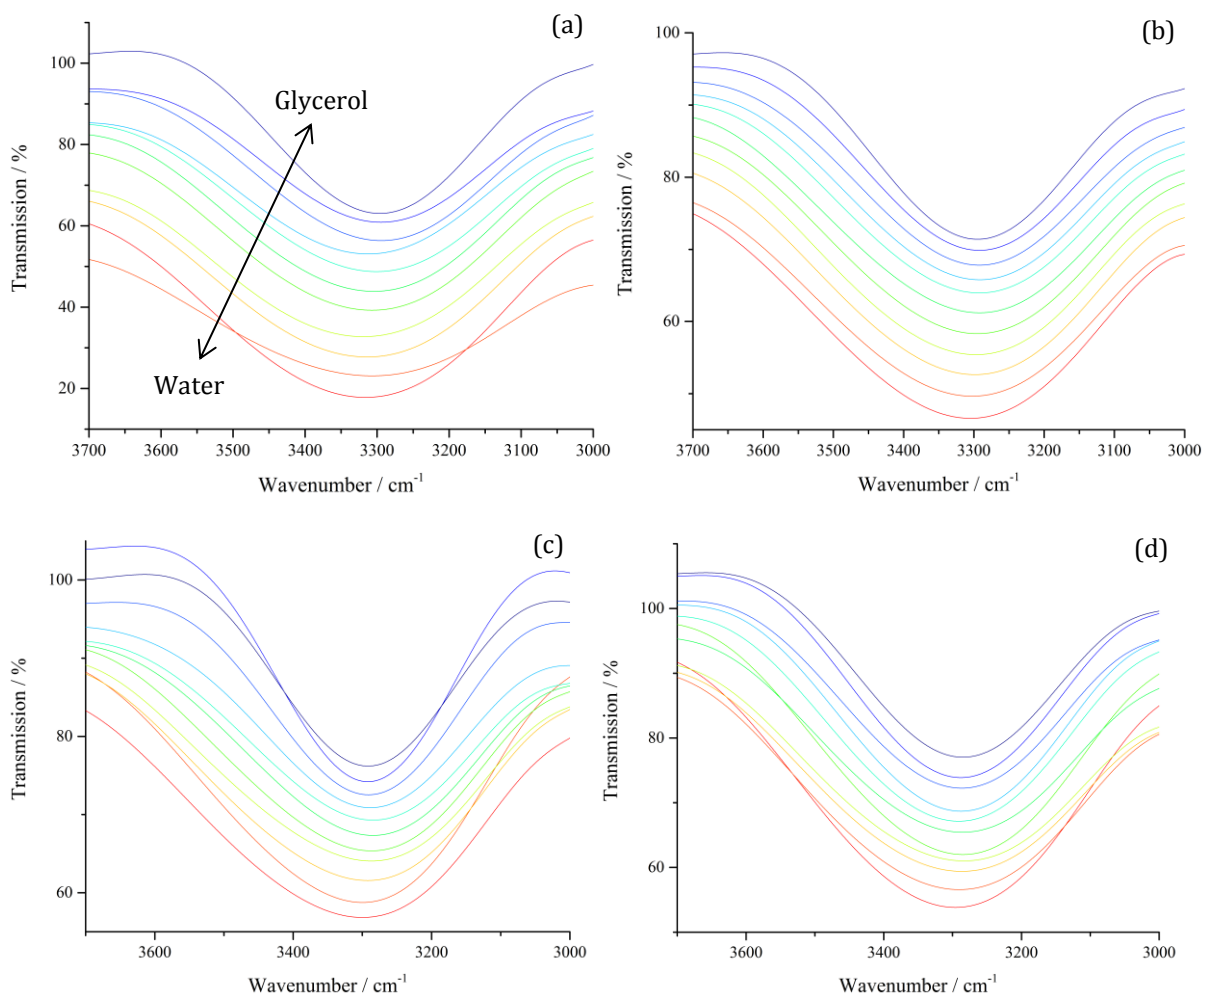 (a)
100
80
60
40
20
Glycerol
Water
Transmission / %
3700 3600 3500 3400 3300 3200 3100 3000
Wavenumber / cm⁻¹
(b)
100
80
60
Transmission / %
3700 3600 3500 3400 3300 3200 3100 3000
Wavenumber / cm⁻¹
(c)
100
80
60
Transmission / %
3600 3400 3200 3000
Wavenumber / cm⁻¹
(d)
100
80
60
Transmission / %
3600 3400 3200 3000
Wavenumber / cm⁻¹